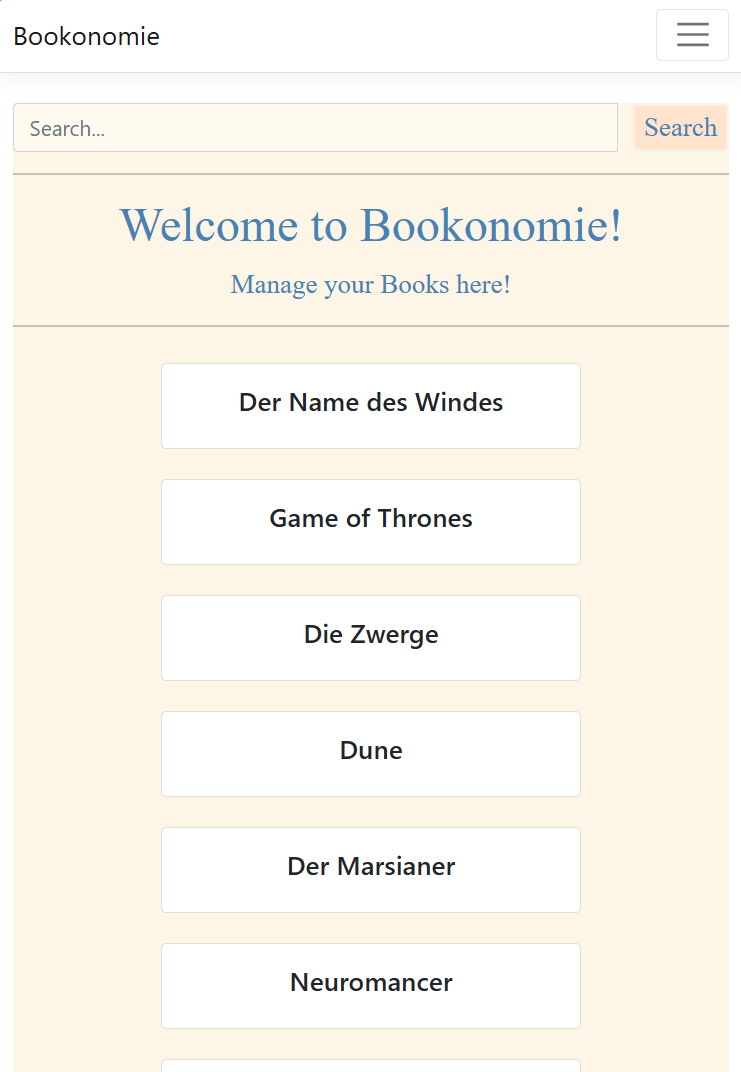 Bookonomie
Search...
Search
Welcome to Bookonomie!
Manage your Books here!
Der Name des Windes
Game of Thrones
Die Zwerge
Dune
Der Marsianer
Neuromancer